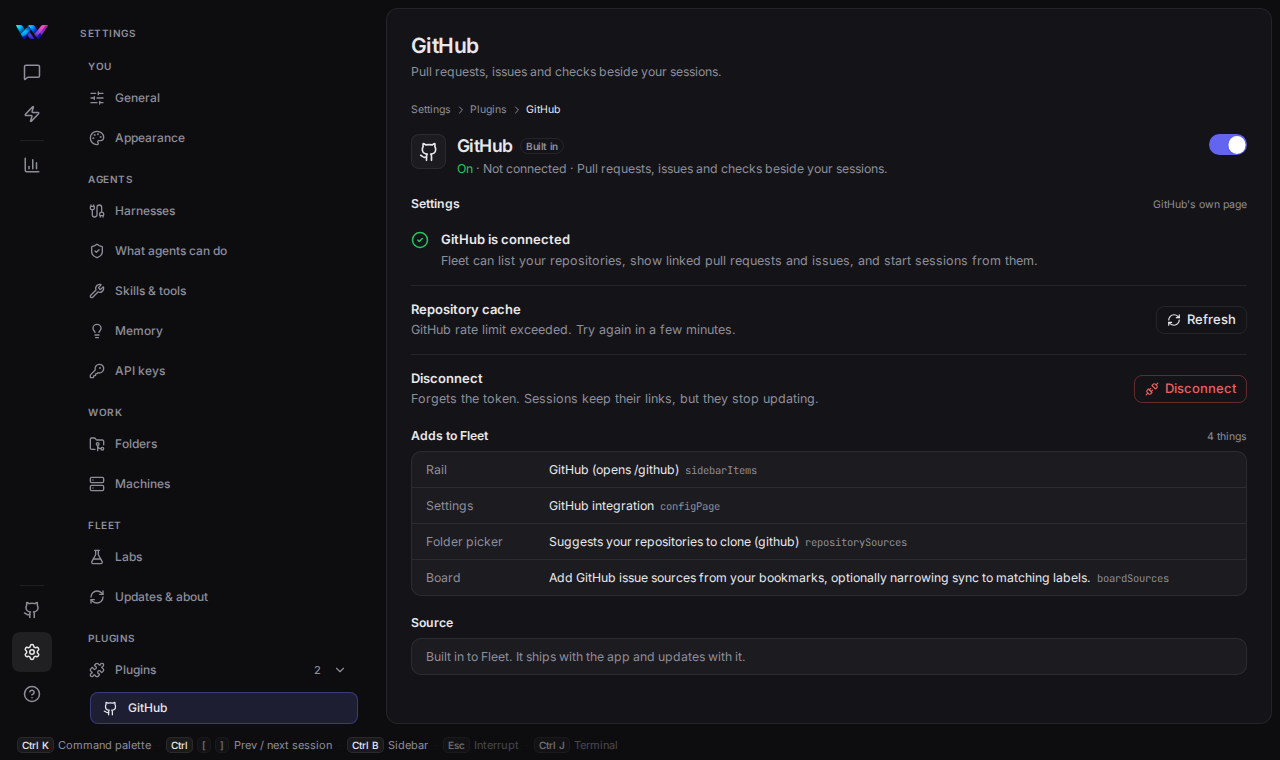 SETTINGS
YOU
General
Appearance
AGENTS
Harnesses
What agents can do
Skills & tools
Memory
API keys
WORK
Folders
Machines
FLEET
Labs
Updates & about
PLUGINS
Plugins 2
GitHub
GitHub
Pull requests, issues and checks beside your sessions.
Settings > Plugins > GitHub
GitHub Built in
On · Not connected · Pull requests, issues and checks beside your sessions.
Settings GitHub's own page
GitHub is connected
Fleet can list your repositories, show linked pull requests and issues, and start sessions from them.
Repository cache
GitHub rate limit exceeded. Try again in a few minutes.
Refresh
Disconnect
Forgets the token. Sessions keep their links, but they stop updating.
Disconnect
Adds to Fleet 4 things
Rail GitHub (opens /github) sidebarItems
Settings GitHub integration configPage
Folder picker Suggests your repositories to clone (github) repositorySources
Board Add GitHub issue sources from your bookmarks, optionally narrowing sync to matching labels. boardSources
Source
Built in to Fleet. It ships with the app and updates with it.
Ctrl K Command palette Ctrl [ ] Prev / next session Ctrl B Sidebar Esc Interrupt Ctrl J Terminal